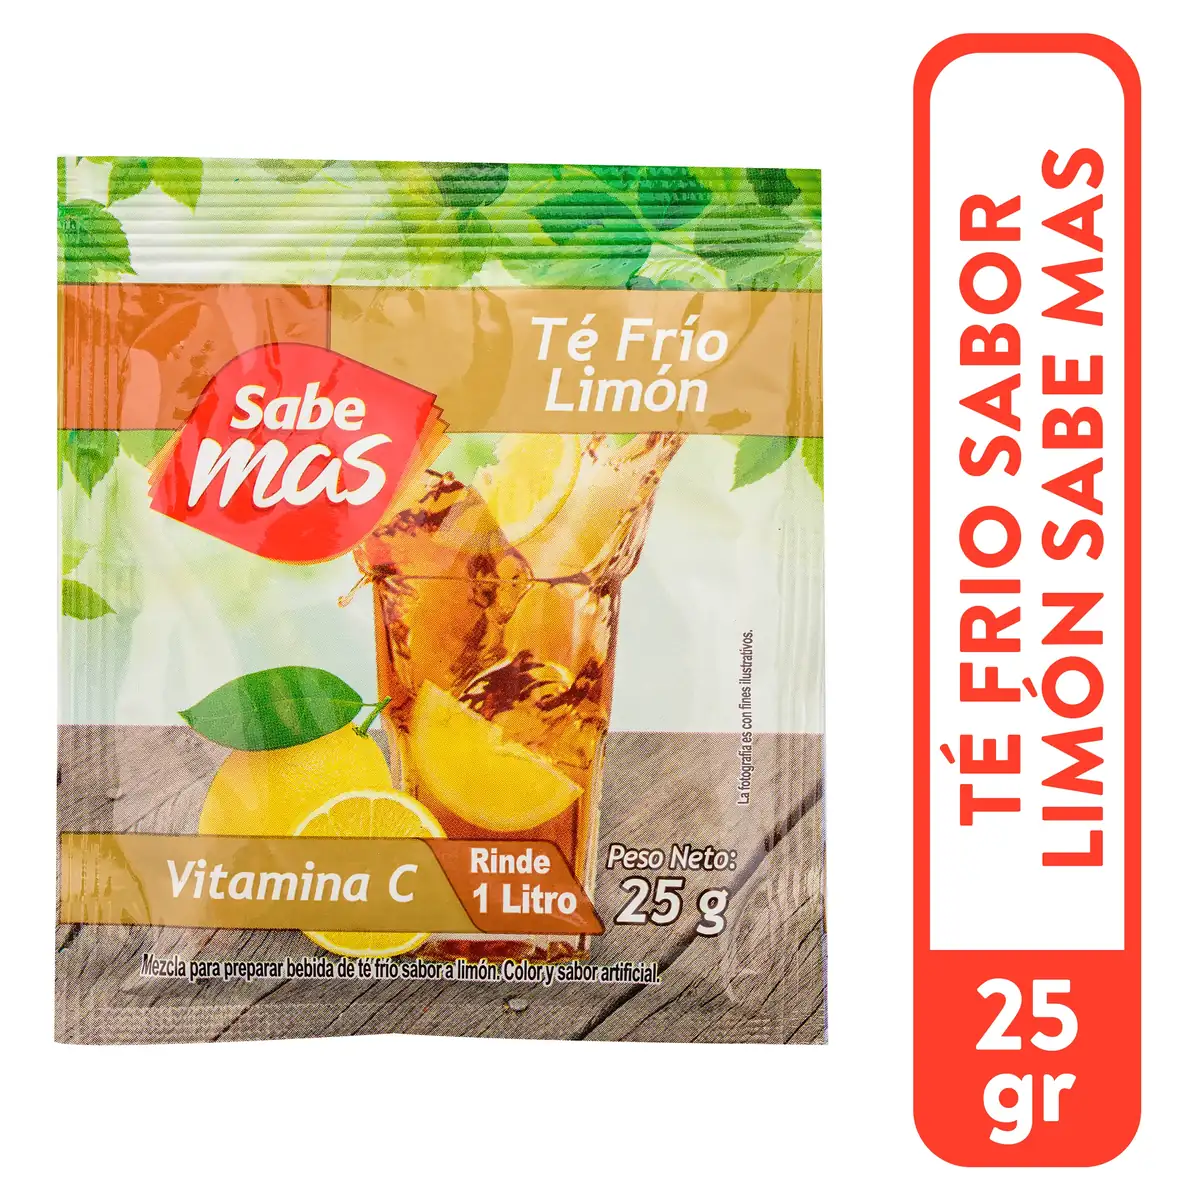 Té Frío
Limón
Sabe
mas
La fotografía es con fines ilustrativos.
Vitamina C
Rinde
1 Litro
Peso Neto:
25 g
Mezcla para preparar bebida de té frío sabor a limón. Color y sabor artificial.
TÉ FRIO SABOR
LIMÓN SABE MAS
25
gr